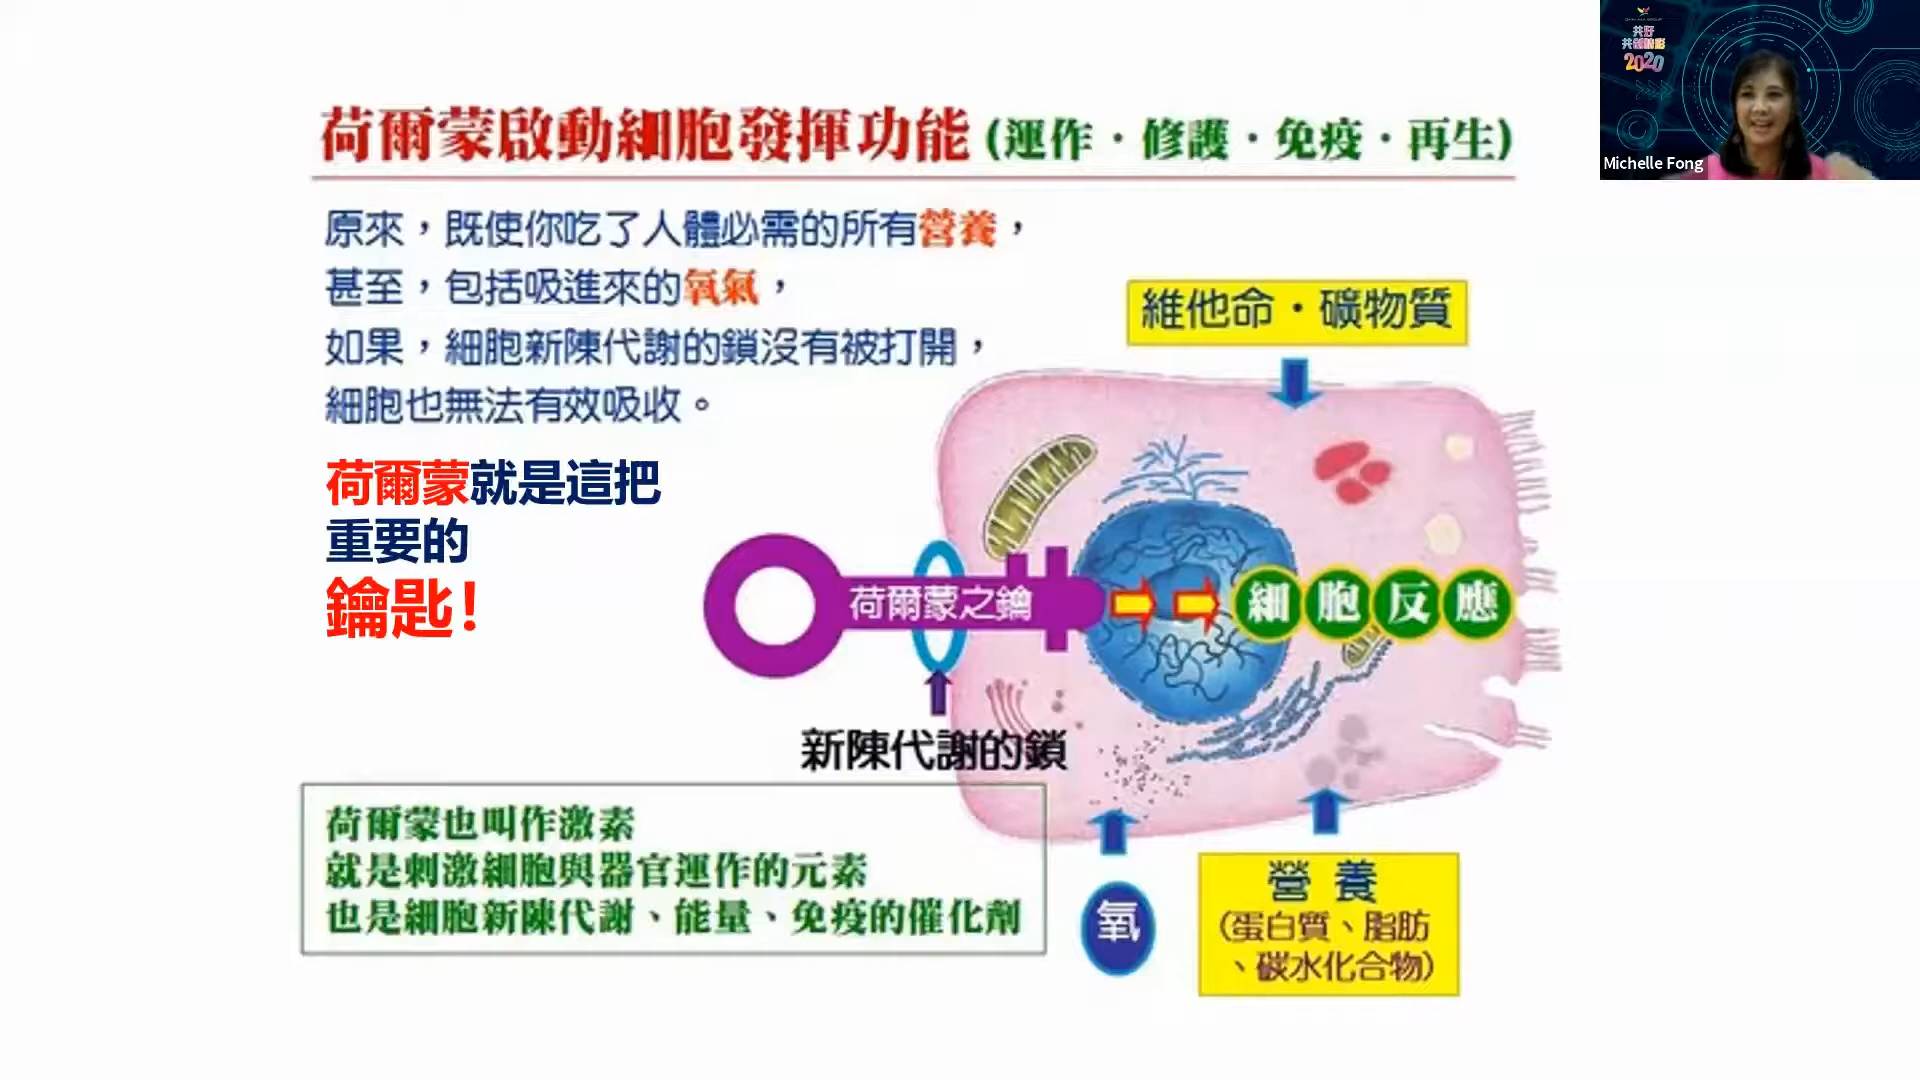 荷爾蒙啟動細胞發揮功能 (運作・修護・免疫・再生)
原來，既使你吃了人體必需的所有營養，
甚至，包括吸進來的氧氣，
如果，細胞新陳代謝的鎖沒有被打開，
細胞也無法有效吸收。
荷爾蒙就是這把
重要的
鑰匙！
維他命・礦物質
荷爾蒙之鑰
細胞反應
新陳代謝的鎖
荷爾蒙也叫作激素
就是刺激細胞與器官運作的元素
也是細胞新陳代謝、能量、免疫的催化劑
氧
營 養
(蛋白質、脂肪
、碳水化合物)
共好
共創精彩
2020
Michelle Fong